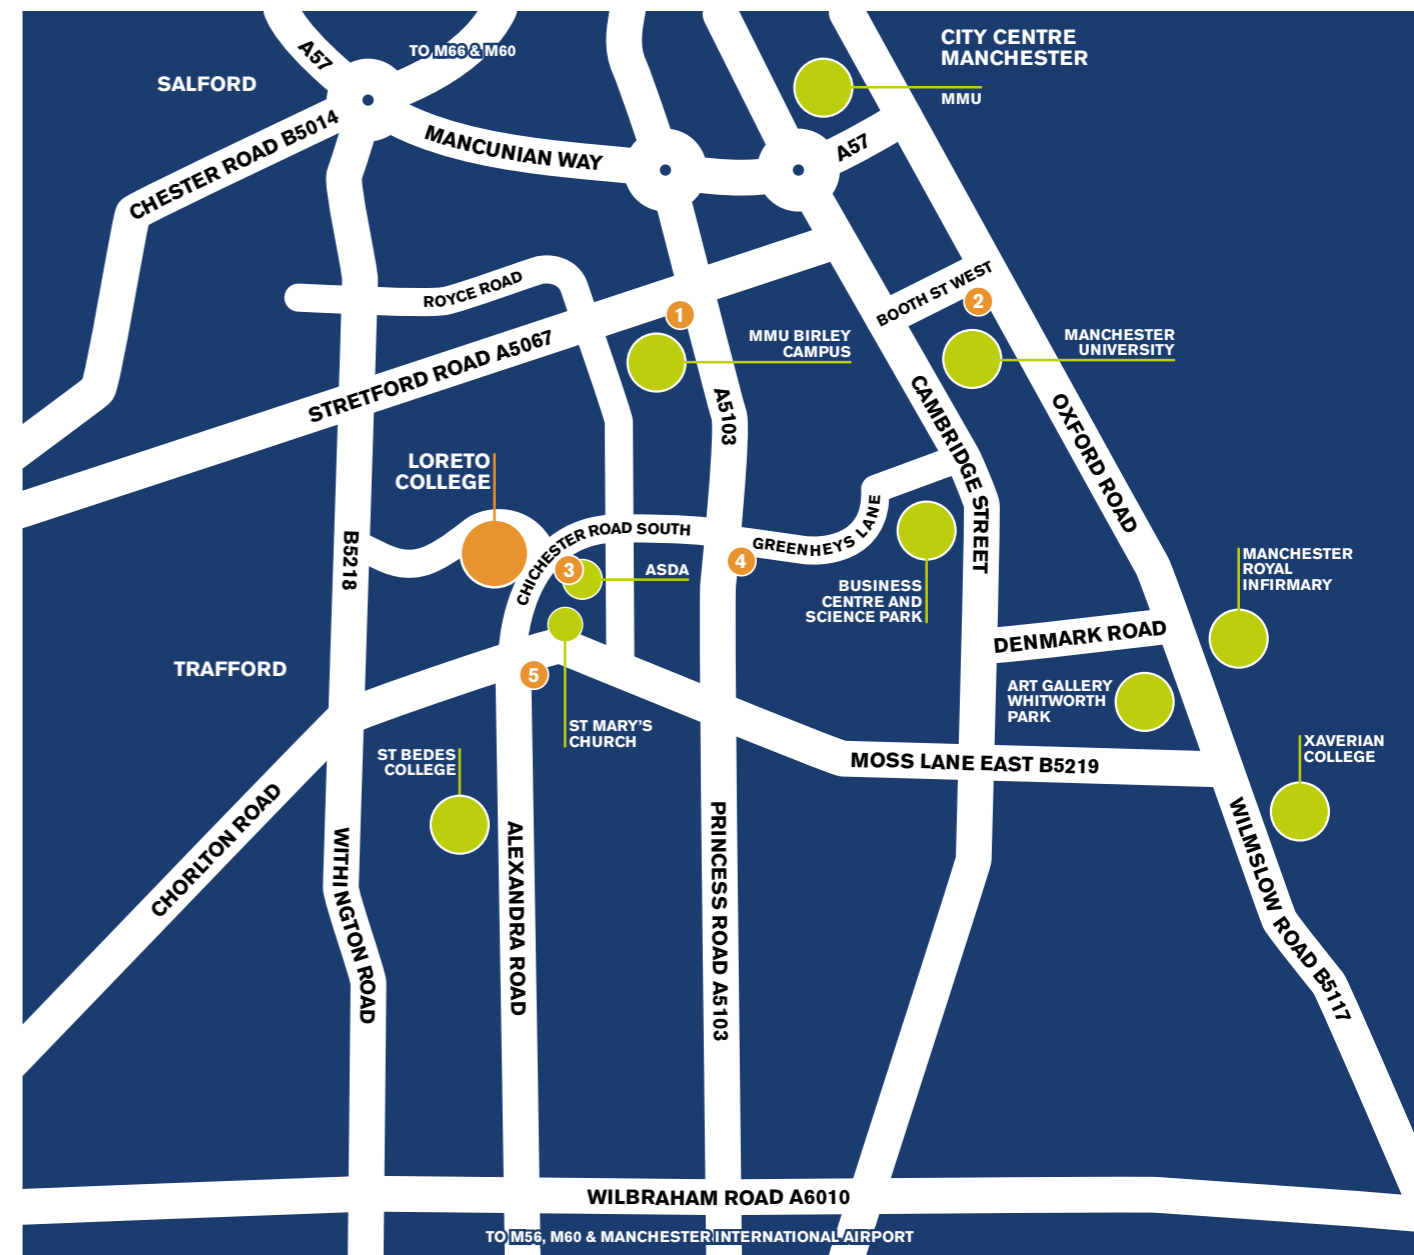 A57
TO M66 & M60
CITY CENTRE
MANCHESTER
SALFORD
MMU
CHESTER ROAD B5014
MANCUNIAN WAY
A57
ROYCE ROAD
BOOTH ST WEST
1
2
STRETFORD ROAD A5067
MMU BIRLEY
CAMPUS
MANCHESTER
UNIVERSITY
A5103
CAMBRIDGE STREET
OXFORD ROAD
LORETO
COLLEGE
B5218
CHICHESTER ROAD SOUTH
GREENHEYS LANE
3
ASDA
4
BUSINESS
CENTRE AND
SCIENCE PARK
MANCHESTER
ROYAL
INFIRMARY
DENMARK ROAD
TRAFFORD
5
ART GALLERY
WHITWORTH
PARK
ST MARY'S
CHURCH
ST BEDES
COLLEGE
MOSS LANE EAST B5219
XAVERIAN
COLLEGE
CHORLTON ROAD
WITHINGTON ROAD
ALEXANDRA ROAD
PRINCESS ROAD A5103
WILMSLOW ROAD B5117
WILBRAHAM ROAD A6010
TO M56, M60 & MANCHESTER INTERNATIONAL AIRPORT